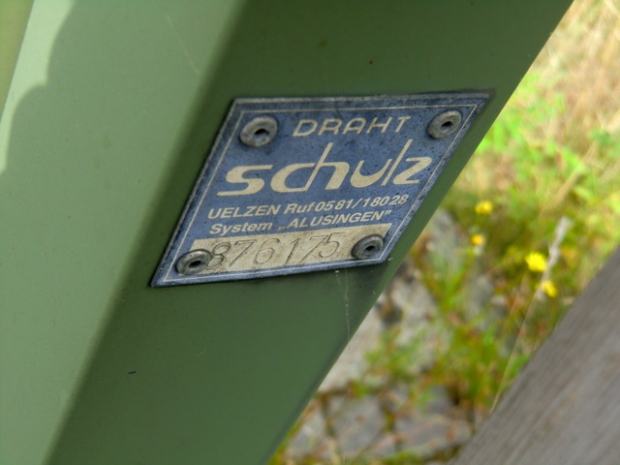 DRAHT
schulz
UELZEN Ruf 0581/18028
System „ALUSINGEN"
876175